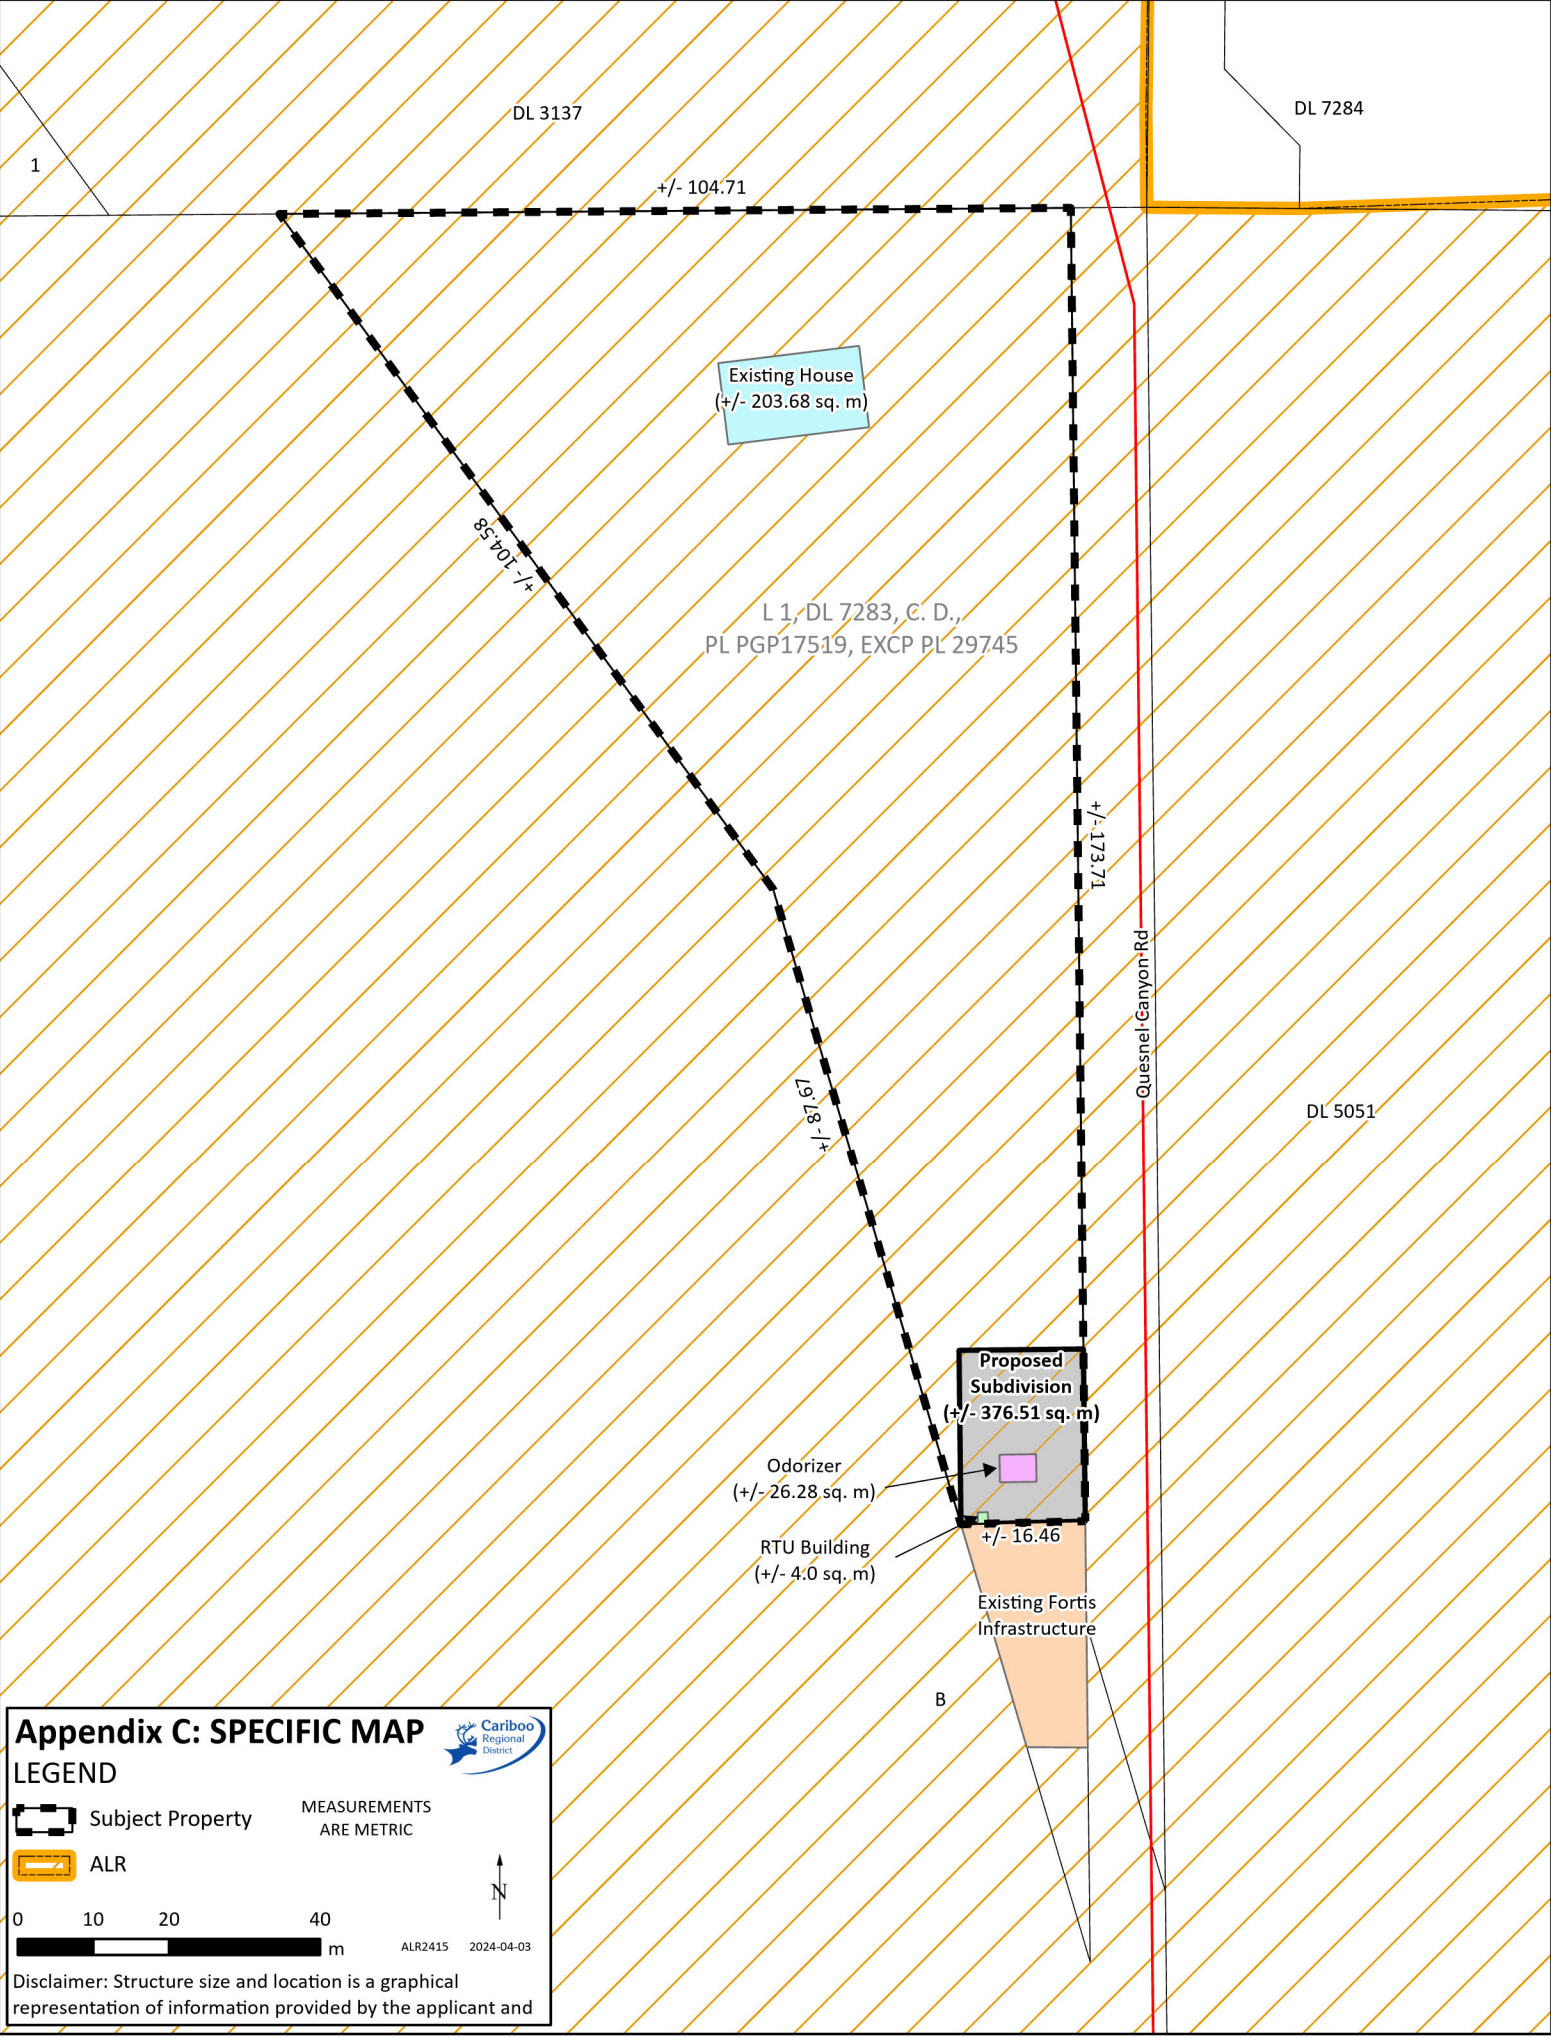 DL 3137
DL 7284
1
+/- 104.71
Existing House
(+/- 203.68 sq. m)
+/- 104.58
L 1, DL 7283, C. D.,
PL PGP17519, EXCP PL 29745
+/- 173.71
Quesnel Canyon Rd
+/- 87.67
DL 5051
Proposed
Subdivision
(+/- 376.51 sq. m)
Odorizer
(+/- 26.28 sq. m)
+/- 16.46
RTU Building
(+/- 4.0 sq. m)
Existing Fortis
Infrastructure
B
Appendix C: SPECIFIC MAP
Cariboo
Regional
District
LEGEND
Subject Property
MEASUREMENTS
ARE METRIC
ALR
N
0 10 20 40
m
ALR2415 2024-04-03
Disclaimer: Structure size and location is a graphical
representation of information provided by the applicant and